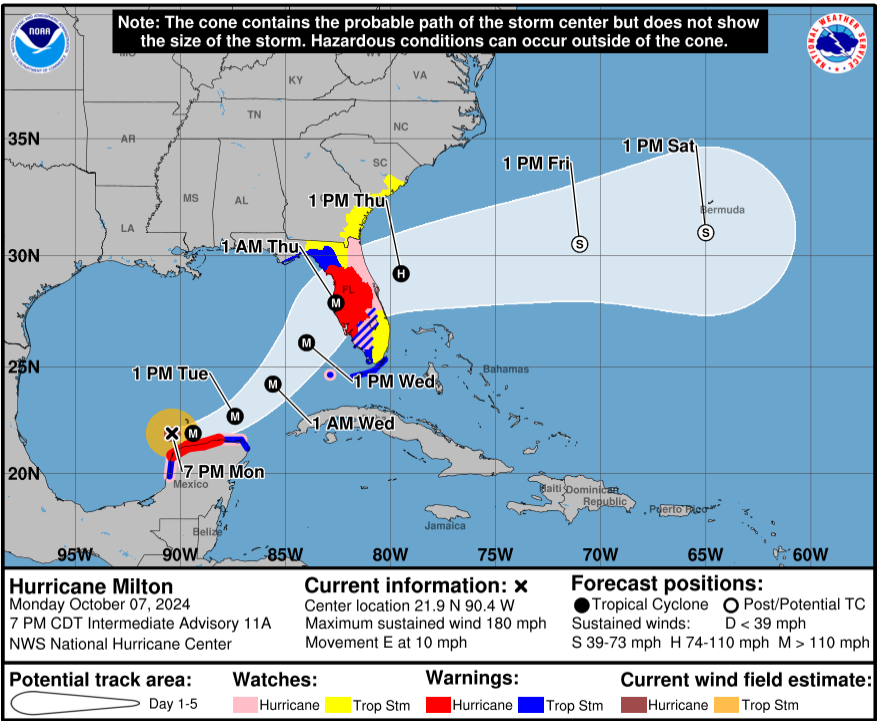 Note: The cone contains the probable path of the storm center but does not show
the size of the storm. Hazardous conditions can occur outside of the cone.
NOAA
NATIONAL WEATHER SERVICE
MO
KY
WV
VA
TN
NC
AR
SC
MS
AL
LA
FL
35N
30N
25N
20N
1 PM Sat
1 PM Fri
Bermuda
1 PM Thu
S
S
1 AM Thu
H
M
M
1 PM Tue
1 PM Wed
M
Bahamas
M
1 AM Wed
M
7 PM Mon
Mexico
Haiti
Dominican
Republic
Puerto Rico
Jamaica
Belize
95W 90W 85W 80W 75W 70W 65W 60W
Hurricane Milton
Monday October 07, 2024
7 PM CDT Intermediate Advisory 11A
NWS National Hurricane Center
Current information: ×
Center location 21.9 N 90.4 W
Maximum sustained wind 180 mph
Movement E at 10 mph
Forecast positions:
Tropical Cyclone Post/Potential TC
Sustained winds: D < 39 mph
S 39-73 mph H 74-110 mph M > 110 mph
Potential track area:
Day 1-5
Watches:
Hurricane Trop Stm
Warnings:
Hurricane Trop Stm
Current wind field estimate:
Hurricane Trop Stm